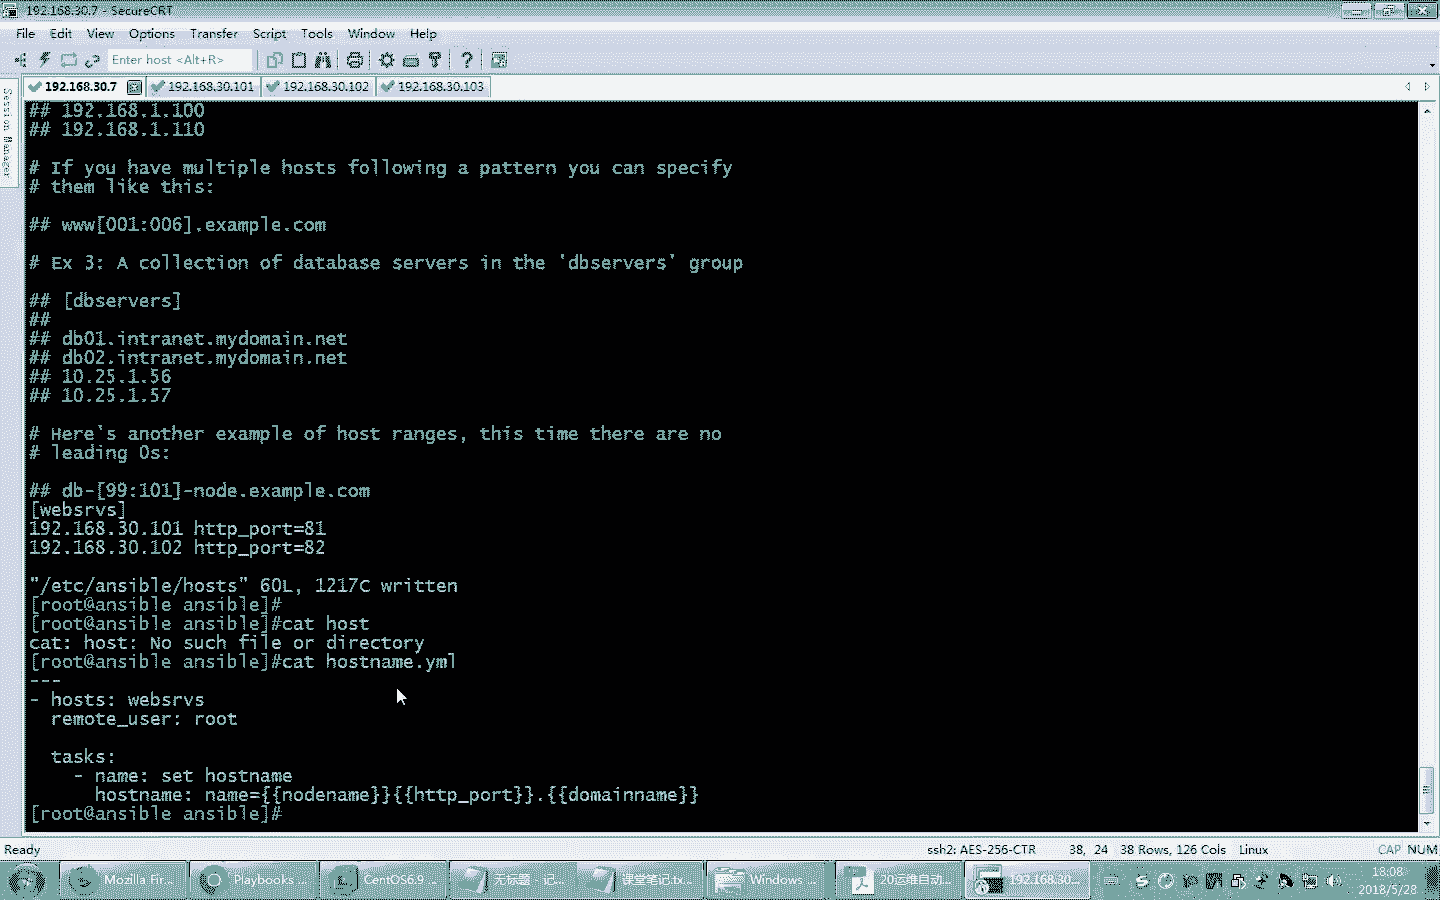 192.168.30.7 - SecureCRT
File Edit View Options Transfer Script Tools Window Help
Enter host <Alt+R>
Session Manager
192.168.30.7 192.168.30.101 192.168.30.102 192.168.30.103
## 192.168.1.100
## 192.168.1.110
# If you have multiple hosts following a pattern you can specify
# them like this:
## www[001:006].example.com
# Ex 3: A collection of database servers in the 'dbservers' group
## [dbservers]
##
## db01.intranet.mydomain.net
## db02.intranet.mydomain.net
## 10.25.1.56
## 10.25.1.57
# Here's another example of host ranges, this time there are no
# leading 0s:
## db-[99:101]-node.example.com
[websrvs]
192.168.30.101 http_port=81
192.168.30.102 http_port=82
"/etc/ansible/hosts" 60L, 1217C written
[root@ansible ansible]#
[root@ansible ansible]#cat host
cat: host: No such file or directory
[root@ansible ansible]#cat hostname.yml
---
- hosts: websrvs
remote_user: root
tasks:
- name: set hostname
hostname: name={{nodename}}{{http_port}}.{{domainname}}
[root@ansible ansible]#
Ready ssh2: AES-256-CTR 38, 24 38 Rows, 126 Cols Linux CAP NUM
Mozilla Fir... Playbooks ... CentOS6.9 ... 无标题 - 记... 课堂笔记.tx... Windows ... 20运维自动... 192.168.30...
18:08
2018/5/28